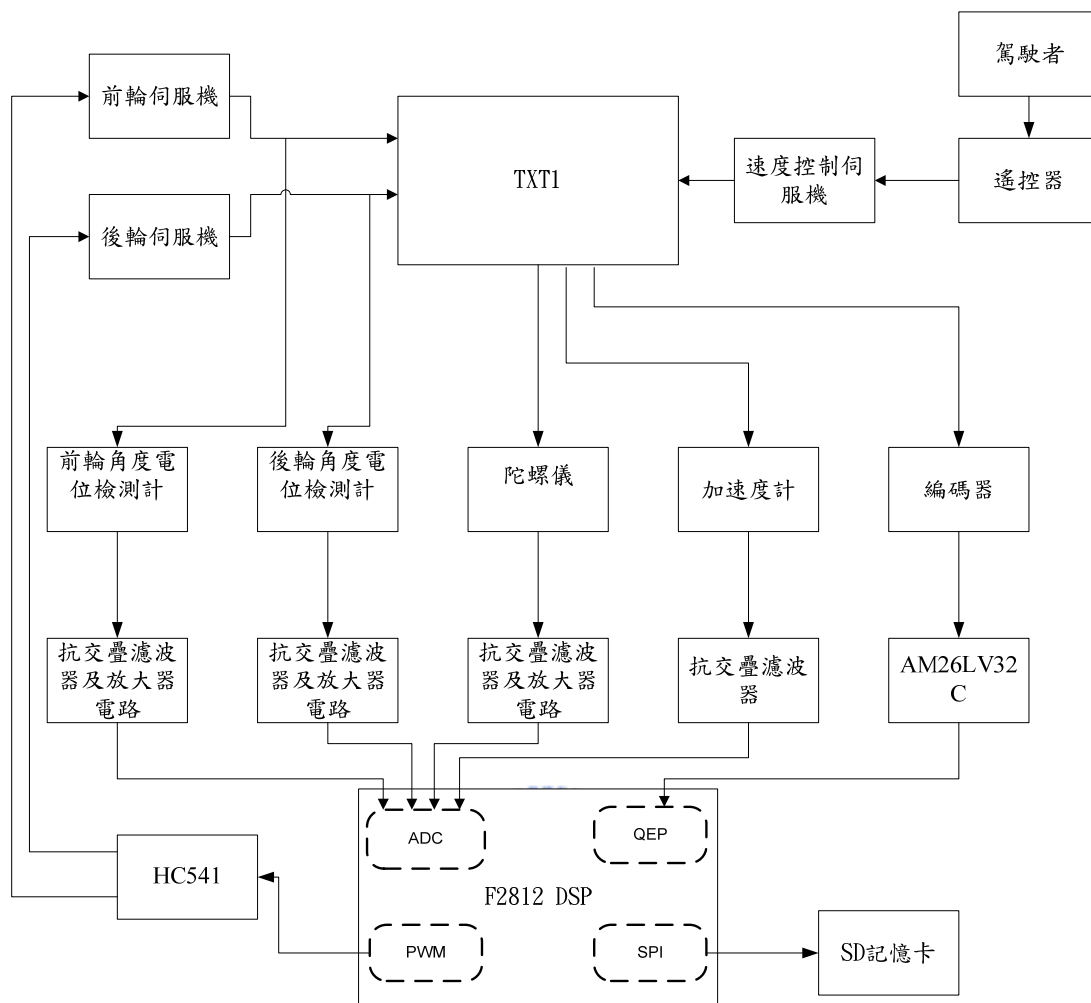 駕駛者
前輪伺服機
TXT1
速度控制伺
服機
遙控器
後輪伺服機
前輪角度電
位檢測計
後輪角度電
位檢測計
陀螺儀
加速度計
編碼器
抗交疊濾波
器及放大器
電路
抗交疊濾波
器及放大器
電路
抗交疊濾波
器及放大器
電路
抗交疊濾波
器
AM26LV32
C
ADC
QEP
HC541
F2812 DSP
PWM
SPI
SD記憶卡